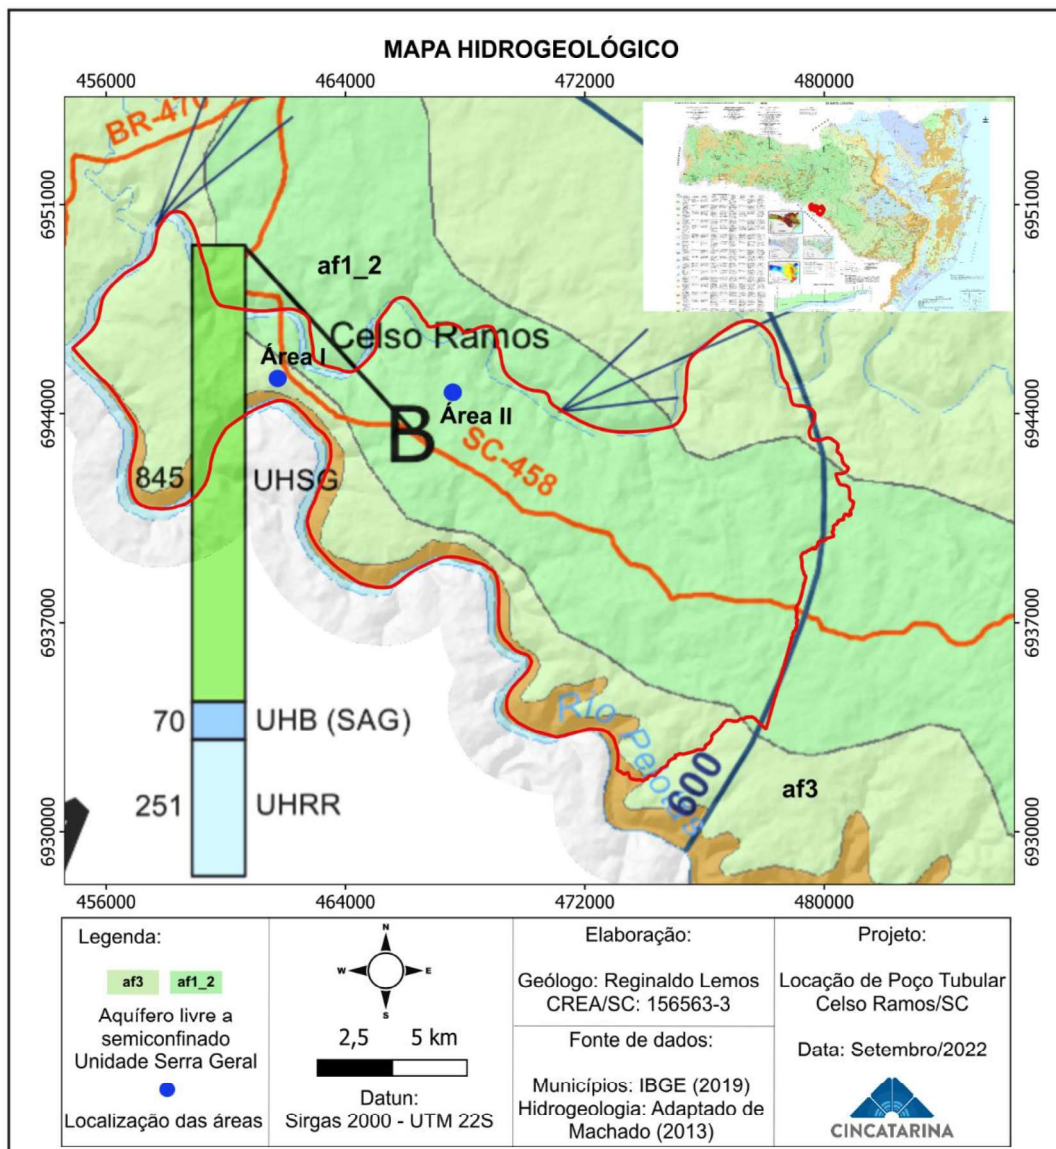 MAPA HIDROGEOLÓGICO
456000 464000 472000 480000
BR-470
6951000
6951000
af1_2
Celso Ramos
Área I
Área II
6944000
6944000
B
SC-458
845 UHSG
6937000
6937000
70 UHB (SAG)
Rio Pelotas
600
af3
251 UHRR
6930000
6930000
456000 464000 472000 480000
Legenda:
af3 af1_2
Aquífero livre a
semiconfinado
Unidade Serra Geral
Localização das áreas
N
W E
S
2,5 5 km
Datun:
Sirgas 2000 - UTM 22S
Elaboração:
Geólogo: Reginaldo Lemos
CREA/SC: 156563-3
Fonte de dados:
Municípios: IBGE (2019)
Hidrogeologia: Adaptado de
Machado (2013)
Projeto:
Locação de Poço Tubular
Celso Ramos/SC
Data: Setembro/2022
CINCATARINA